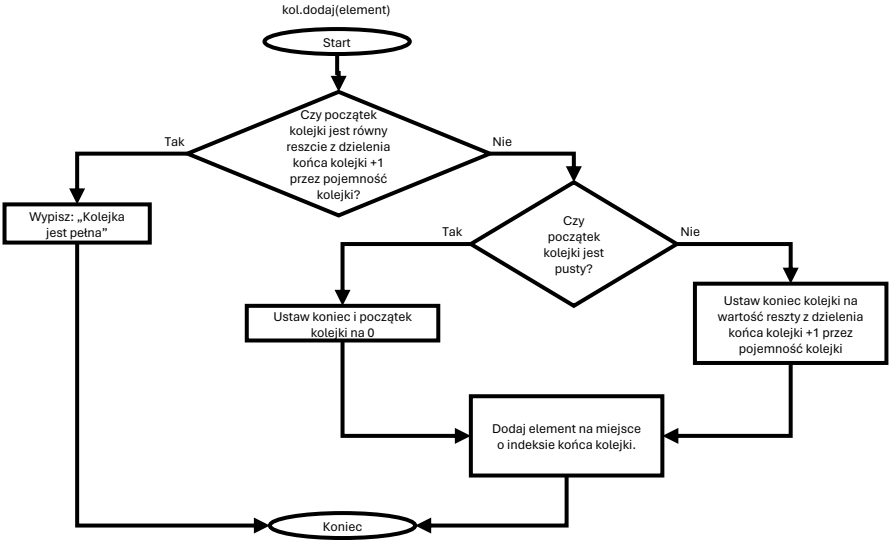 kol.dodaj(element)
Start
Czy początek
kolejki jest równy
reszcie z dzielenia
końca kolejki +1
przez pojemność
kolejki?
Tak
Nie
Wypisz: „Kolejka
jest pełna”
Czy
początek
kolejki jest
pusty?
Tak
Nie
Ustaw koniec i początek
kolejki na 0
Ustaw koniec kolejki na
wartość reszty z dzielenia
końca kolejki +1 przez
pojemność kolejki
Dodaj element na miejsce
o indeksie końca kolejki.
Koniec